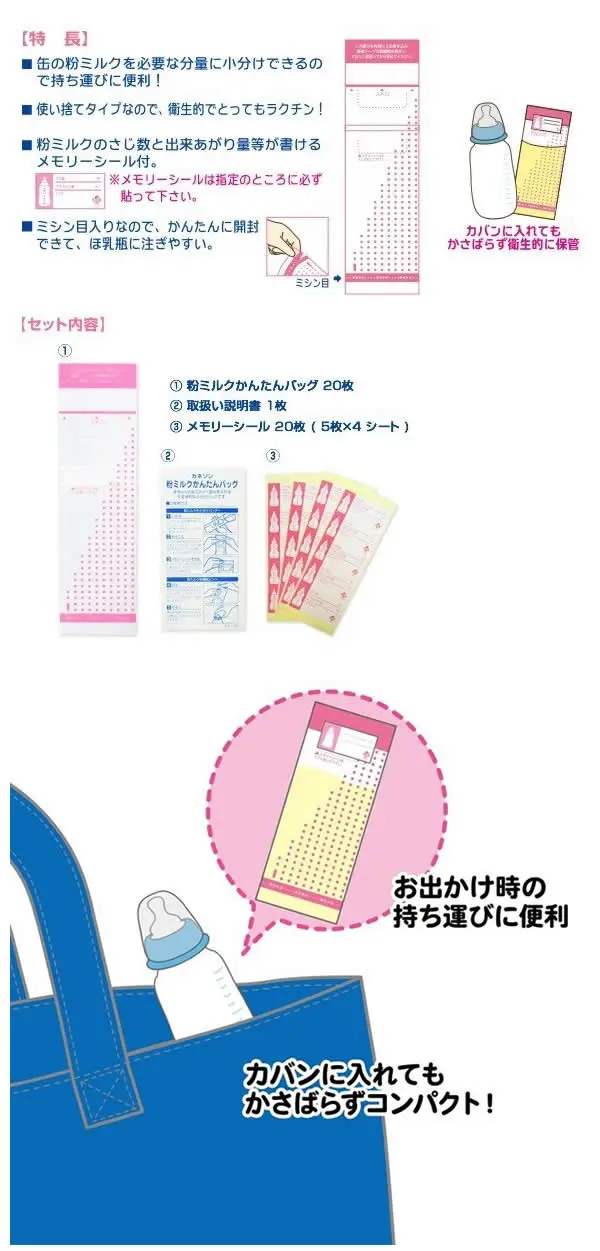 【特 長】
■ 缶の粉ミルクを必要な分量に小分けできるの
で持ち運びに便利！
■ 使い捨てタイプなので、衛生的でとってもラクチン！
■ 粉ミルクのさじ数と出来あがり量等が書ける
メモリーシール付。
※メモリーシールは指定のところに必ず
貼って下さい。
■ ミシン目入りなので、かんたんに開封
できて、ほ乳瓶に注ぎやすい。
ミシン目
カバンに入れても
かさばらず衛生的に保管
【セット内容】
①
① 粉ミルクかんたんバッグ 20枚
② 取扱い説明書 1枚
③ メモリーシール 20枚 ( 5枚×4 シート )
②
③
カネソン
粉ミルクかんたんバッグ
お出かけ時の
持ち運びに便利
カバンに入れても
かさばらずコンパクト！